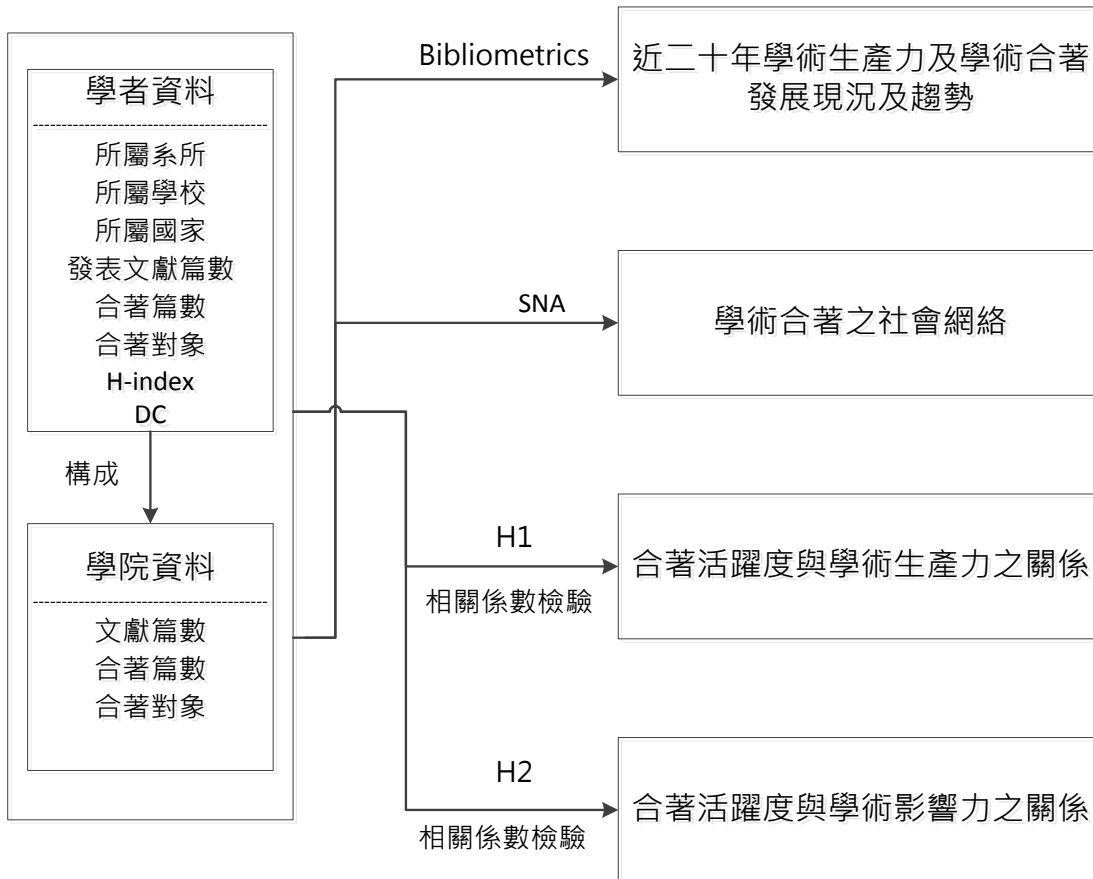 學者資料
所屬系所
所屬學校
所屬國家
發表文獻篇數
合著篇數
合著對象
H-index
DC
構成
學院資料
文獻篇數
合著篇數
合著對象
Bibliometrics
近二十年學術生產力及學術合著
發展現況及趨勢
SNA
學術合著之社會網絡
H1
相關係數檢驗
合著活躍度與學術生產力之關係
H2
相關係數檢驗
合著活躍度與學術影響力之關係